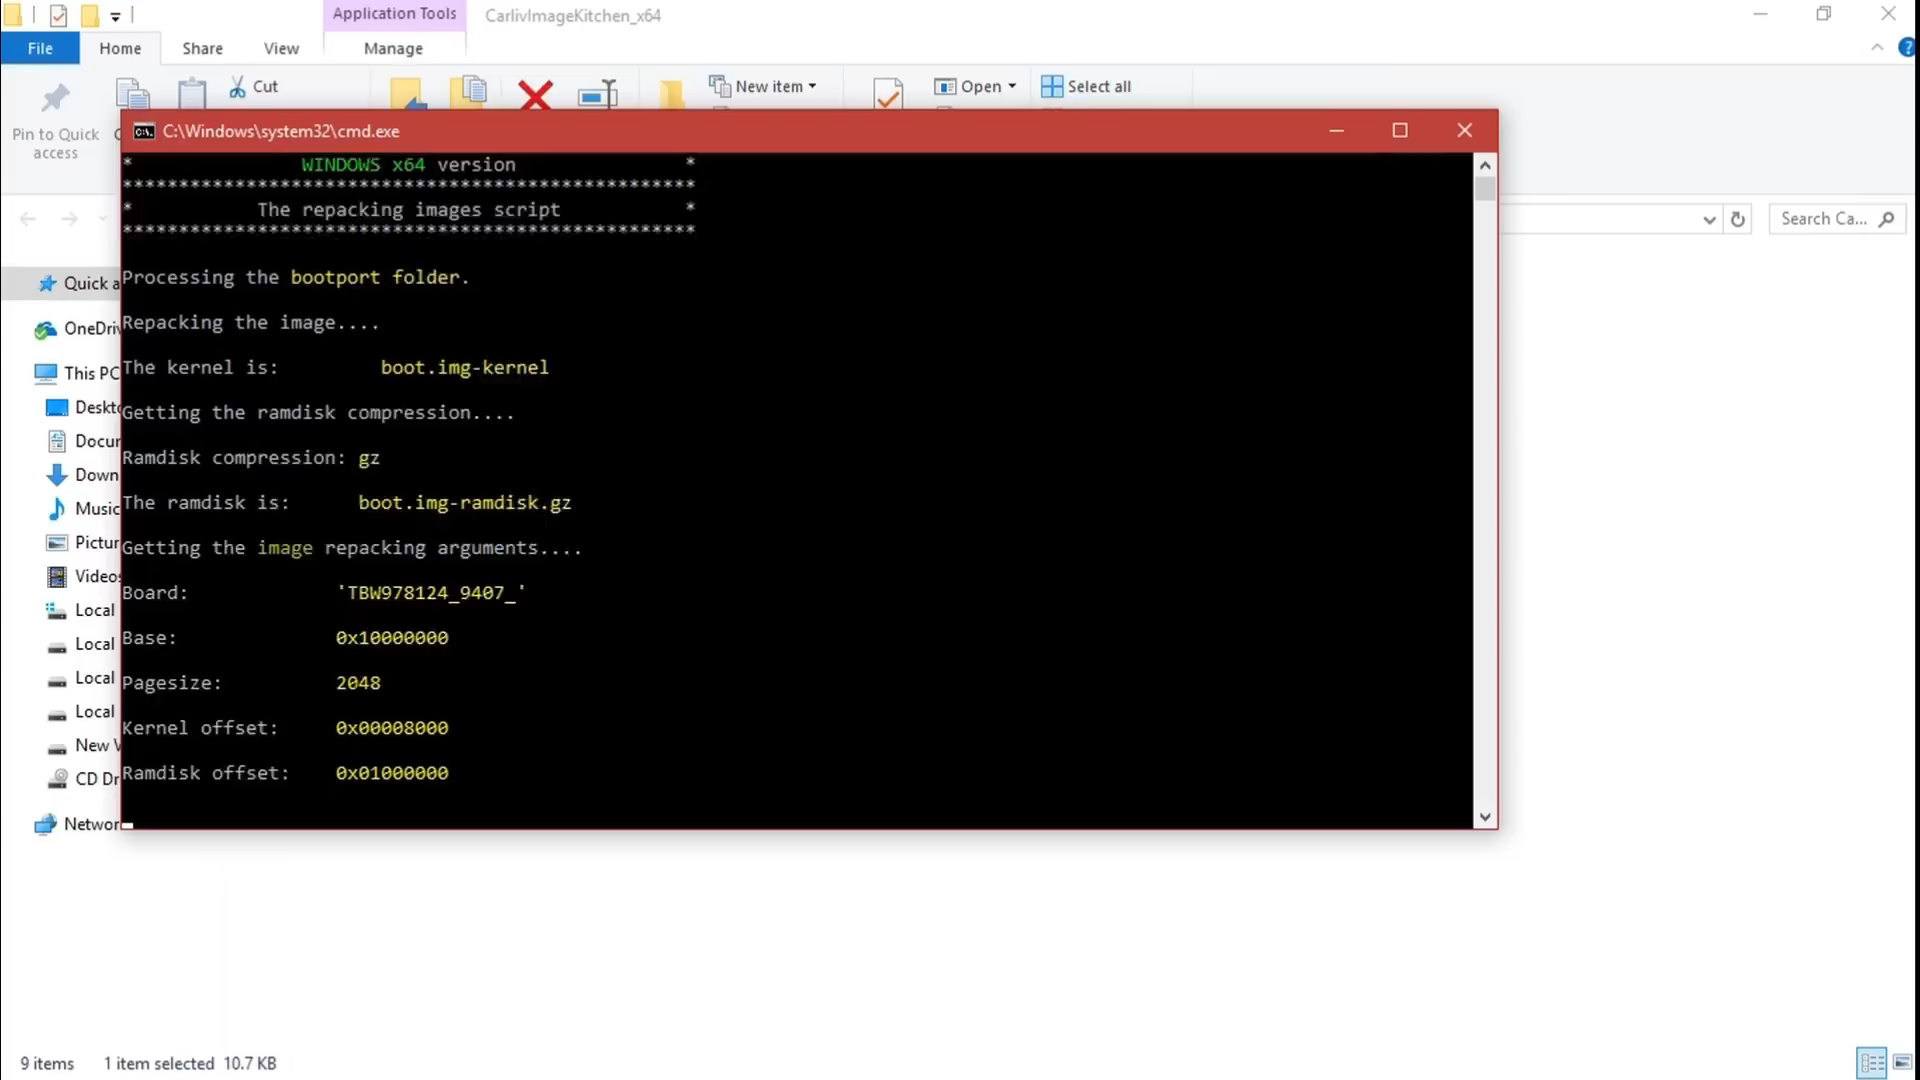 Application Tools
CarlivImageKitchen_x64
File
Home
Share
View
Manage
Cut
New item
Open
Select all
Pin to Quick
access
C:\Windows\system32\cmd.exe
* WINDOWS x64 version *
***************************************************
* The repacking images script *
***************************************************
Search Ca...
Processing the bootport folder.
Repacking the image....
The kernel is: boot.img-kernel
Getting the ramdisk compression....
Ramdisk compression: gz
The ramdisk is: boot.img-ramdisk.gz
Getting the image repacking arguments....
Board: 'TBW978124_9407_'
Base: 0x10000000
Pagesize: 2048
Kernel offset: 0x00008000
Ramdisk offset: 0x01000000
Quick a
OneDriv
This PC
Deskto
Docur
Down
Music
Pictur
Videos
Local
Local
Local
Local
New V
CD Dr
Networ
9 items
1 item selected 10.7 KB